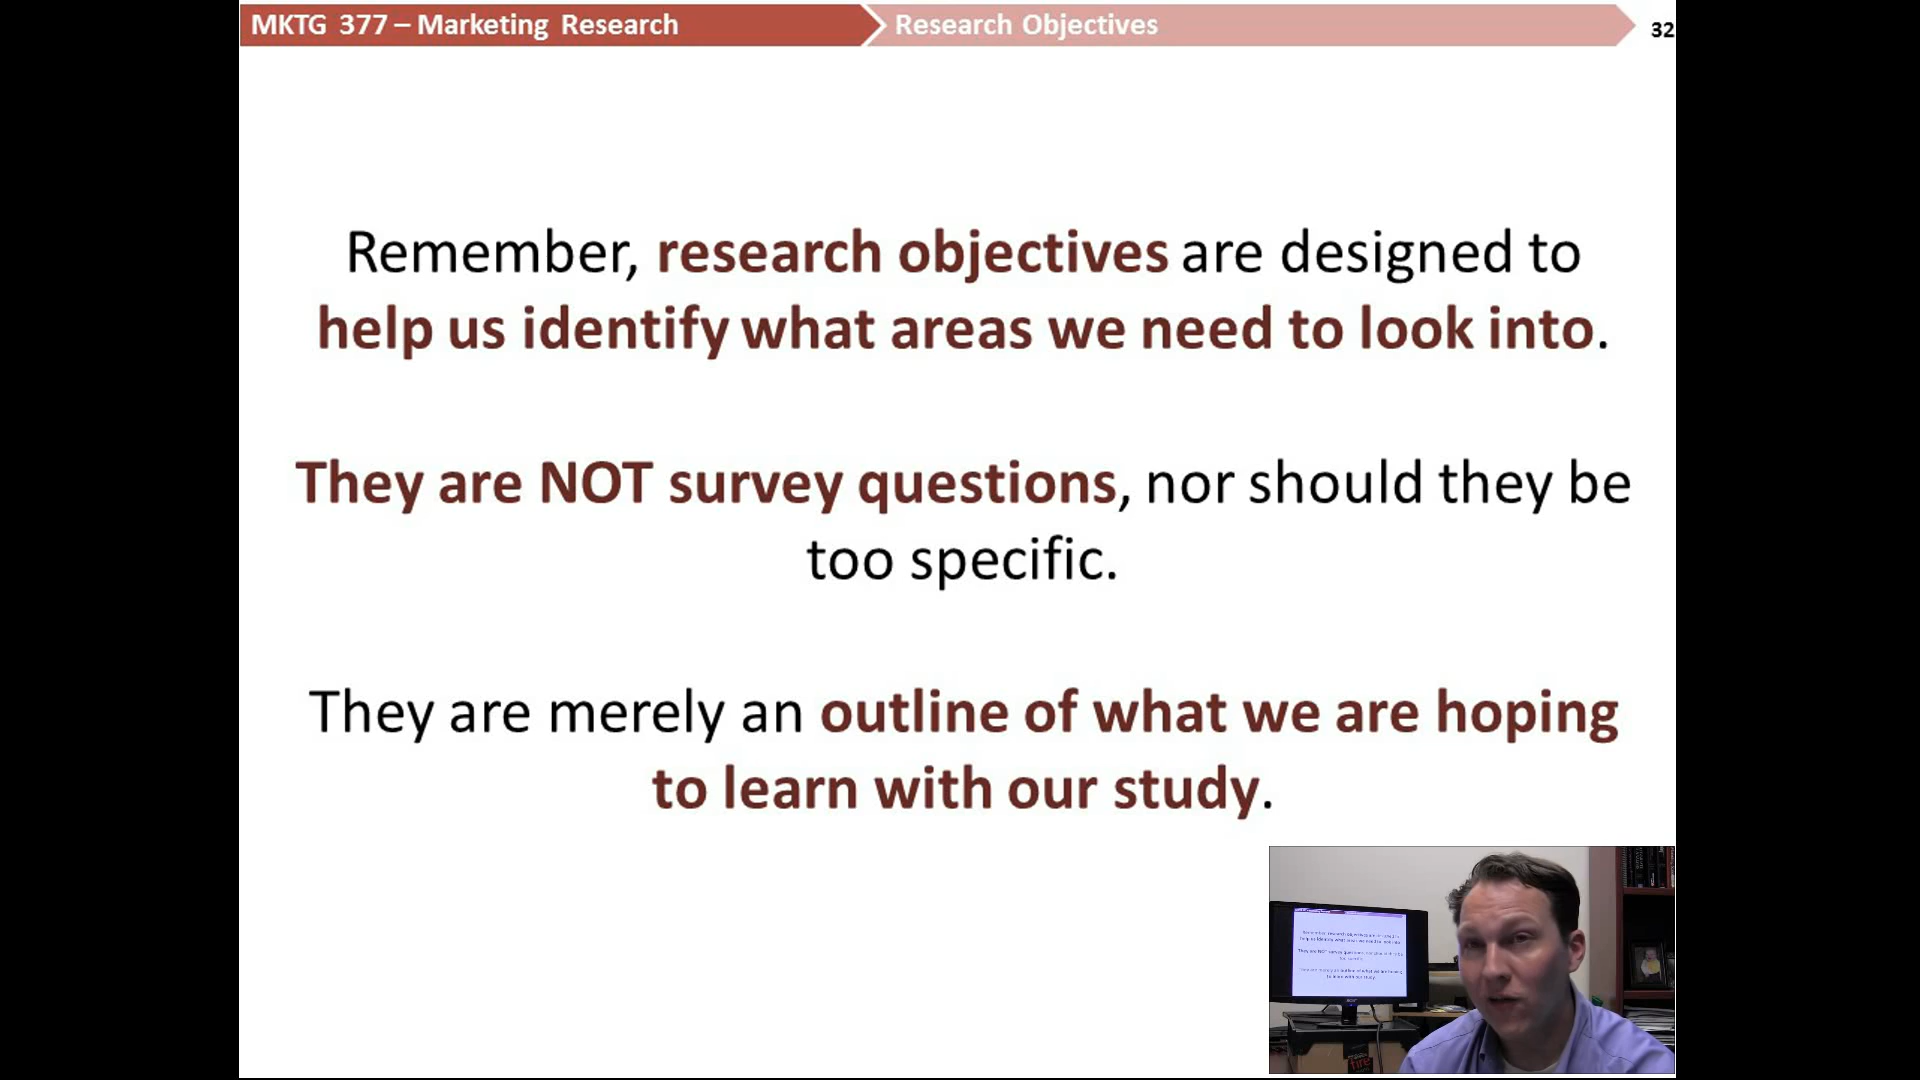 MKTG 377 – Marketing Research
Research Objectives
32
Remember, research objectives are designed to
help us identify what areas we need to look into.
They are NOT survey questions, nor should they be
too specific.
They are merely an outline of what we are hoping
to learn with our study.